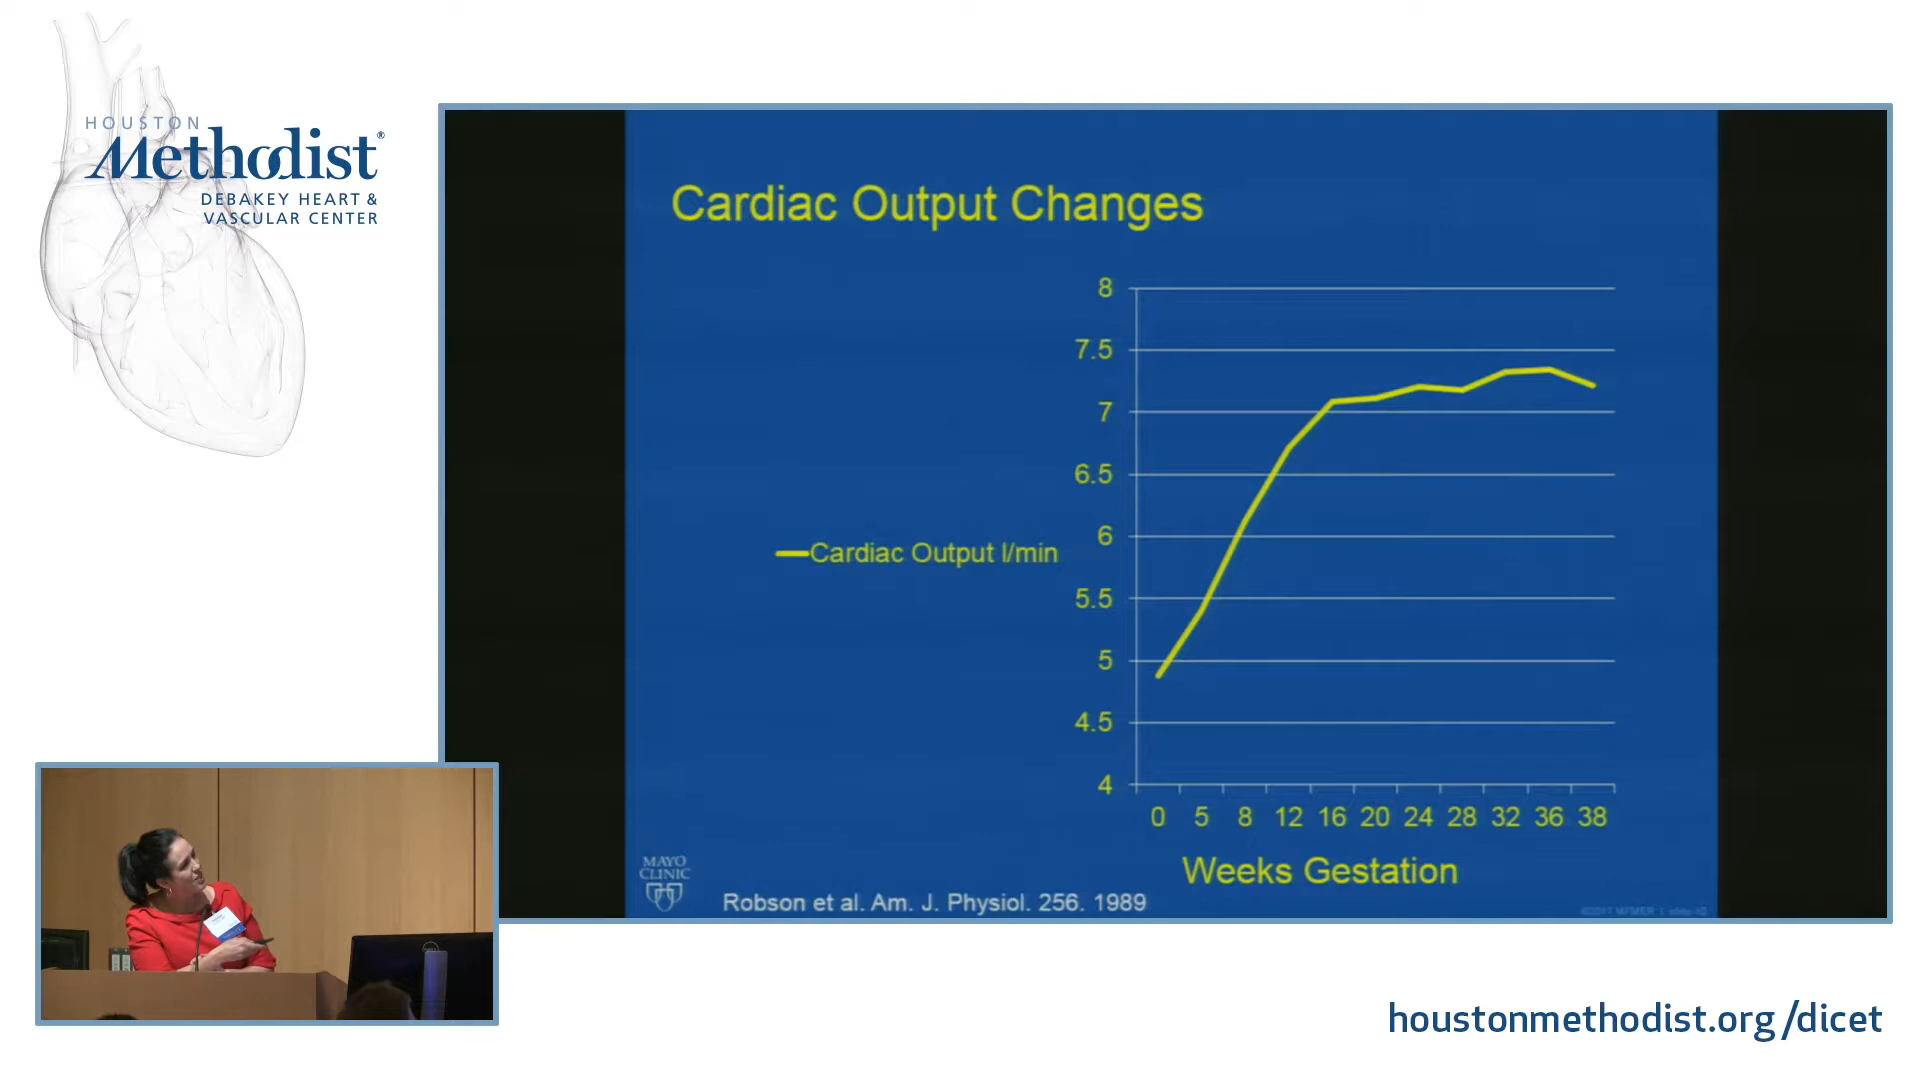 HOUSTON
Methodist®
DEBAKEY HEART &
VASCULAR CENTER
Cardiac Output Changes
8
7.5
7
6.5
6
5.5
5
4.5
4
Cardiac Output l/min
0 5 8 12 16 20 24 28 32 36 38
Weeks Gestation
MAYO
CLINIC
Robson et al. Am. J. Physiol. 256. 1989
houstonmethodist.org/dicet